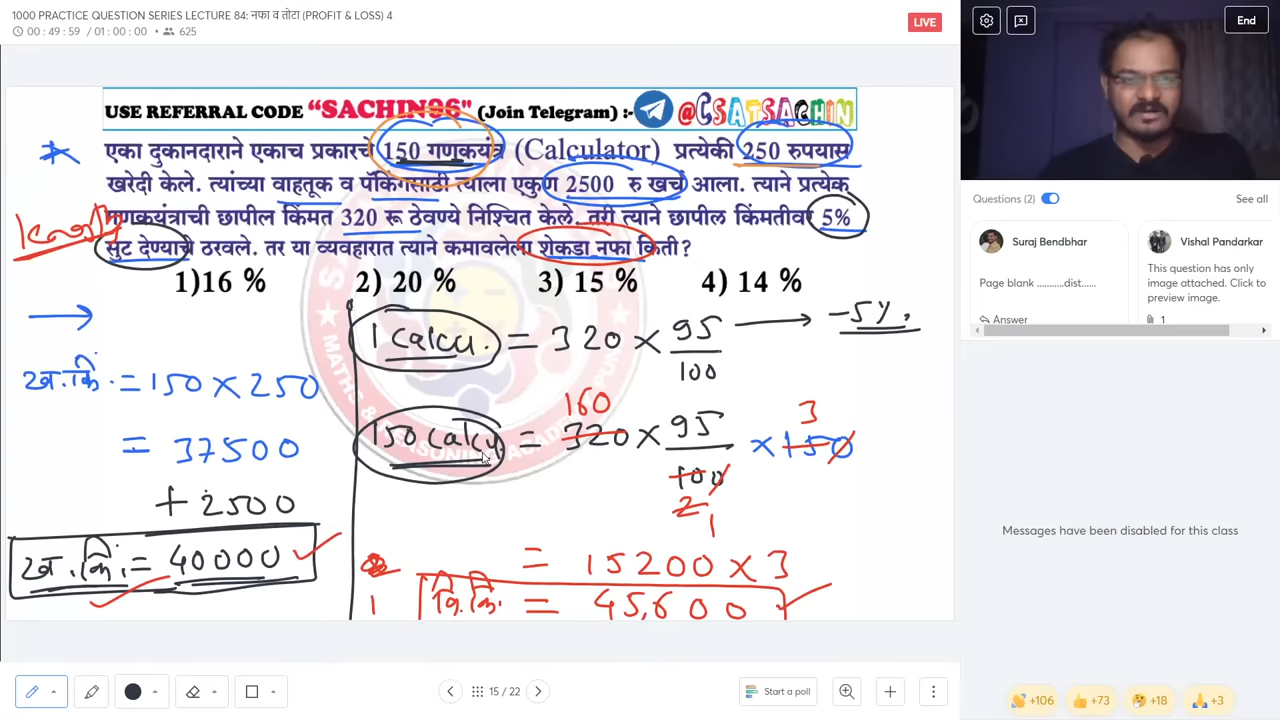 1000 PRACTICE QUESTION SERIES LECTURE 84: नफा व तोटा (PROFIT & LOSS) 4
00 : 49 : 59 / 01 : 00 : 00 • 625
LIVE
End
USE REFERRAL CODE “SACHIN06” (Join Telegram) :- @CSATSACHIN
एका दुकानदाराने एकाच प्रकारचे 150 गणकयंत्र (Calculator) प्रत्येकी 250 रुपयास
खरेदी केले. त्यांच्या वाहतूक व पॅकिंगसाठी त्याला एकुण 2500 रु खर्च आला. त्याने प्रत्येक
गणकयंत्राची छापील किंमत 320 रू ठेवण्ये निश्चित केले. तरी त्याने छापील किंमतीवर 5%
सुट देण्याचे ठरवले. तर या व्यवहारात त्याने कमावलेला शेकडा नफा किती?
1)16 % 2) 20 % 3) 15 % 4) 14 %
1 Calcu. = 320 × 95/100 → -5%.
ख.किं. = 150 × 250
= 37500
+ 2500
ख.किं. = 40000
160 3
150 calcu. = 320 × 95/100 × 150
2
1
= 15200 × 3
1 वि.किं. = 45,600
Questions (2)
See all
Suraj Bendbhar
Page blank ...........dist......
Answer
Vishal Pandarkar
This question has only
image attached. Click to
preview image.
1
Messages have been disabled for this session
15 / 22
Start a poll
+106 +73 +18 +3